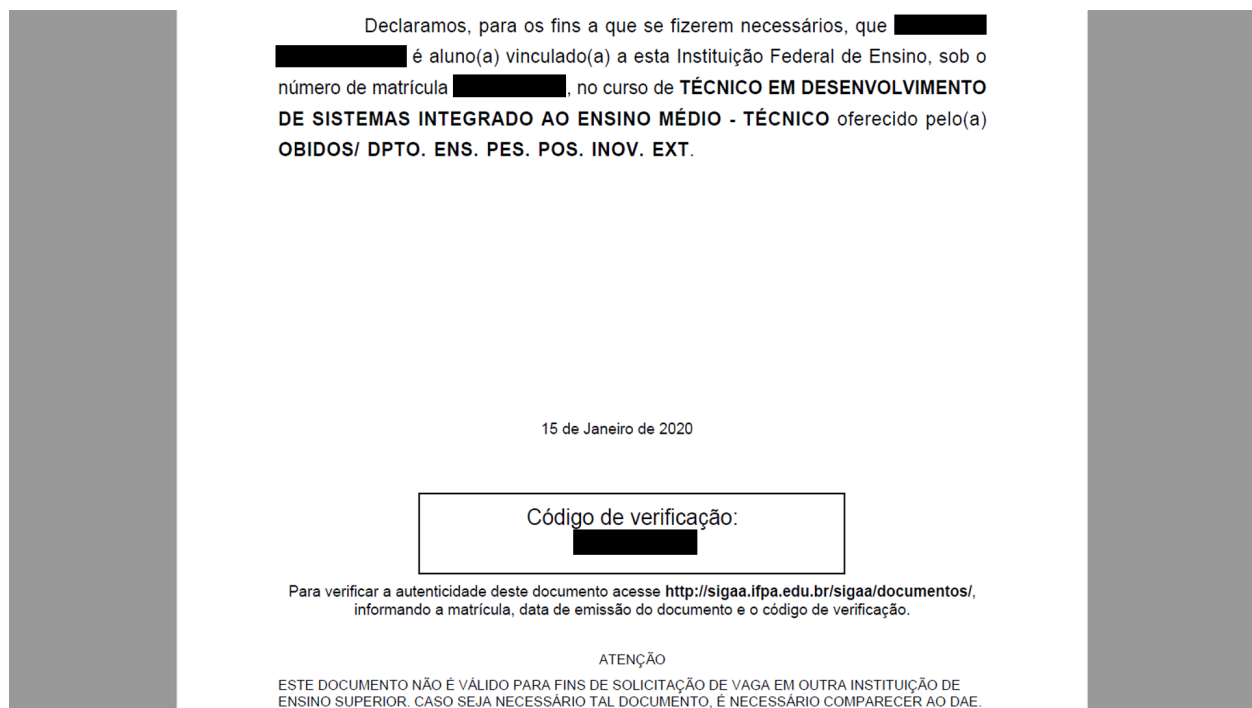 Declaramos, para os fins a que se fizerem necessários, que
é aluno(a) vinculado(a) a esta Instituição Federal de Ensino, sob o
número de matrícula , no curso de TÉCNICO EM DESENVOLVIMENTO
DE SISTEMAS INTEGRADO AO ENSINO MÉDIO - TÉCNICO oferecido pelo(a)
OBIDOS/ DPTO. ENS. PES. POS. INOV. EXT.
15 de Janeiro de 2020
Código de verificação:
Para verificar a autenticidade deste documento acesse http://sigaa.ifpa.edu.br/sigaa/documentos/,
informando a matrícula, data de emissão do documento e o código de verificação.
ATENÇÃO
ESTE DOCUMENTO NÃO É VÁLIDO PARA FINS DE SOLICITAÇÃO DE VAGA EM OUTRA INSTITUIÇÃO DE
ENSINO SUPERIOR. CASO SEJA NECESSÁRIO TAL DOCUMENTO, É NECESSÁRIO COMPARECER AO DAE.